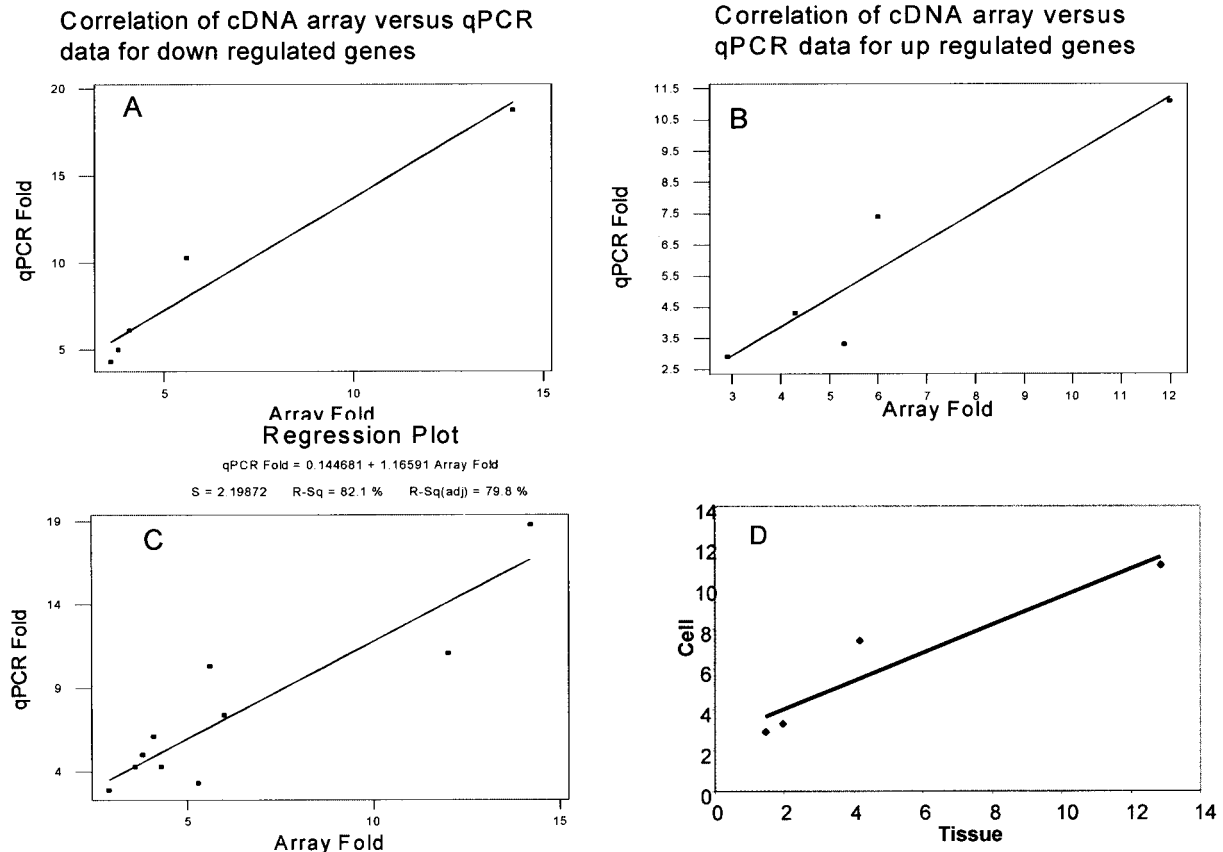 Correlation of cDNA array versus qPCR
data for down regulated genes
A
20
15
10
5
qPCR Fold
5
10
15
Array Fold
Correlation of cDNA array versus
qPCR data for up regulated genes
B
11.5
10.5
9.5
8.5
7.5
6.5
5.5
4.5
3.5
2.5
qPCR Fold
3
4
5
6
7
8
9
10
11
12
Array Fold
Regression Plot
qPCR Fold = 0.144681 + 1.16591 Array Fold
S = 2.19872 R-Sq = 82.1 % R-Sq(adj) = 79.8 %
C
19
14
9
4
qPCR Fold
5
10
15
Array Fold
D
14
12
10
8
6
4
2
0
Cell
0
2
4
6
8
10
12
14
Tissue